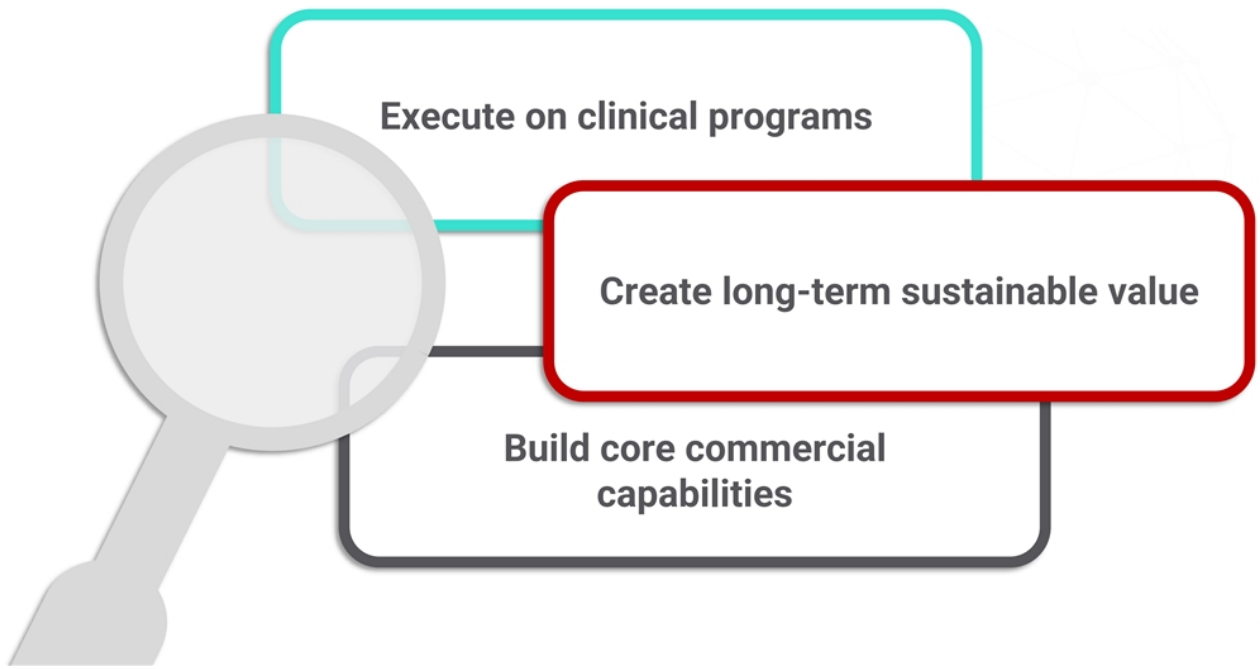 Execute on clinical programs
Create long-term sustainable value
Build core commercial
capabilities